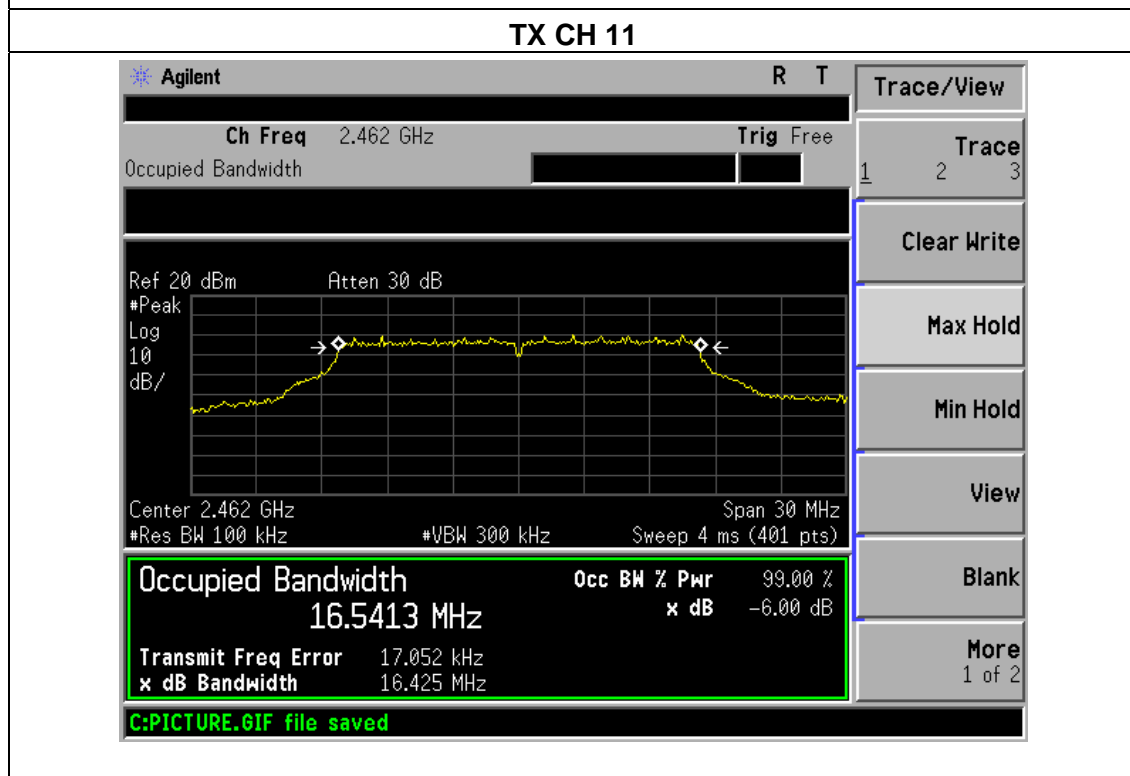 TX CH 11
Agilent R T
Trace/View
Ch Freq 2.462 GHz Trig Free
Occupied Bandwidth
Trace
1 2 3
Clear Write
Ref 20 dBm Atten 30 dB
#Peak
Log
10
dB/
Max Hold
Min Hold
View
Center 2.462 GHz Span 30 MHz
#Res BW 100 kHz #VBW 300 kHz Sweep 4 ms (401 pts)
Occupied Bandwidth Occ BW % Pwr 99.00 %
16.5413 MHz x dB -6.00 dB
Blank
Transmit Freq Error 17.052 kHz
x dB Bandwidth 16.425 MHz
More
1 of 2
C:PICTURE.GIF file saved